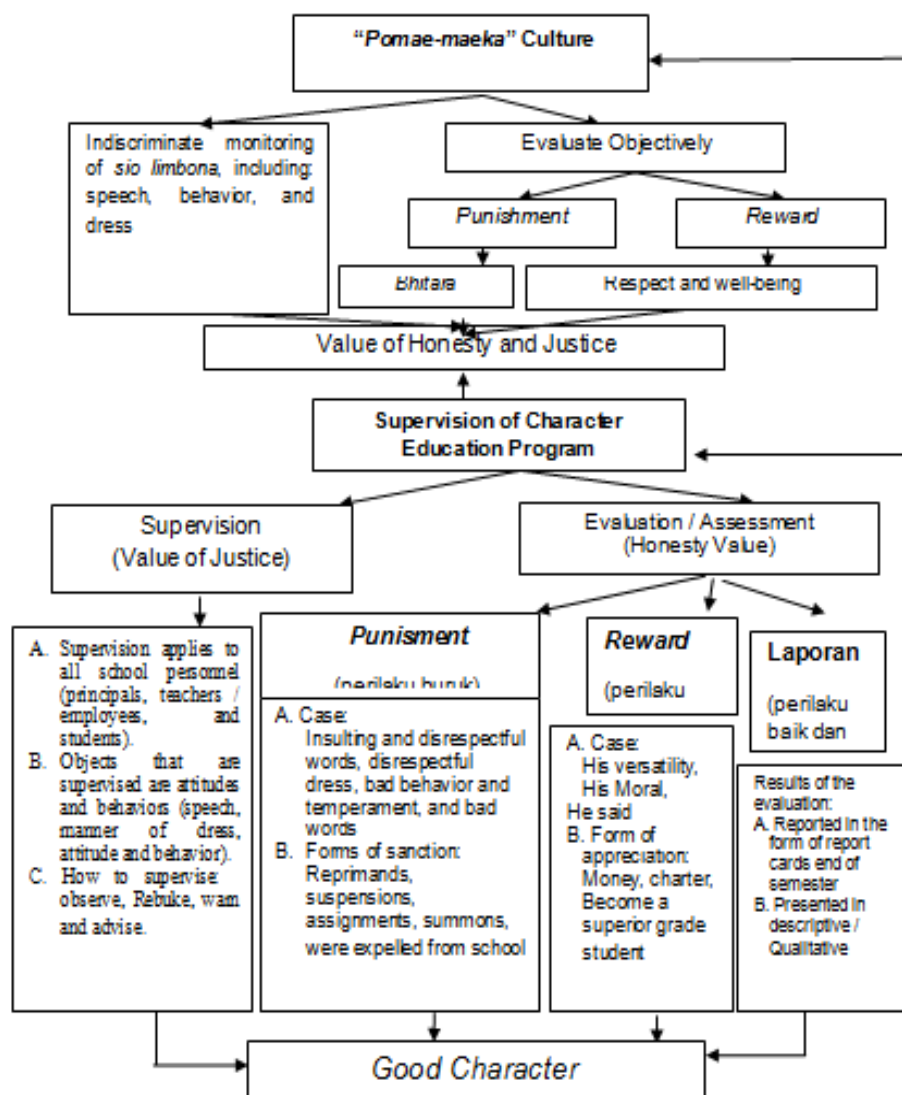 “Pomae-maeka” Culture
Indiscriminate monitoring
of sio limbona, including:
speech, behavior, and
dress
Evaluate Objectively
Punishment
Reward
Bhitara
Respect and well-being
Value of Honesty and Justice
Supervision of Character
Education Program
Supervision
(Value of Justice)
Evaluation / Assessment
(Honesty Value)
A. Supervision applies to
all school personnel
(principals, teachers /
employees, and
students).
B. Objects that are
supervised are attitudes
and behaviors (speech,
manner of dress,
attitude and behavior).
C. How to supervise:
observe, Rebuke, warn
and advise.
Punisment
(perilaku buruk)
A. Case:
Insulting and disrespectful
words, disrespectful
dress, bad behavior and
temperament, and bad
words
B. Forms of sanction:
Reprimands,
suspensions,
assignments, summons,
were expelled from school
Reward
(perilaku
A. Case:
His versatility,
His Moral,
He said
B. Form of
appreciation:
Money, charter,
Become a
superior grade
student
Laporan
(perilaku
baik dan
Results of the
evaluation:
A. Reported in the
form of report
cards end of
semester
B. Presented in
descriptive /
Qualitative
Good Character